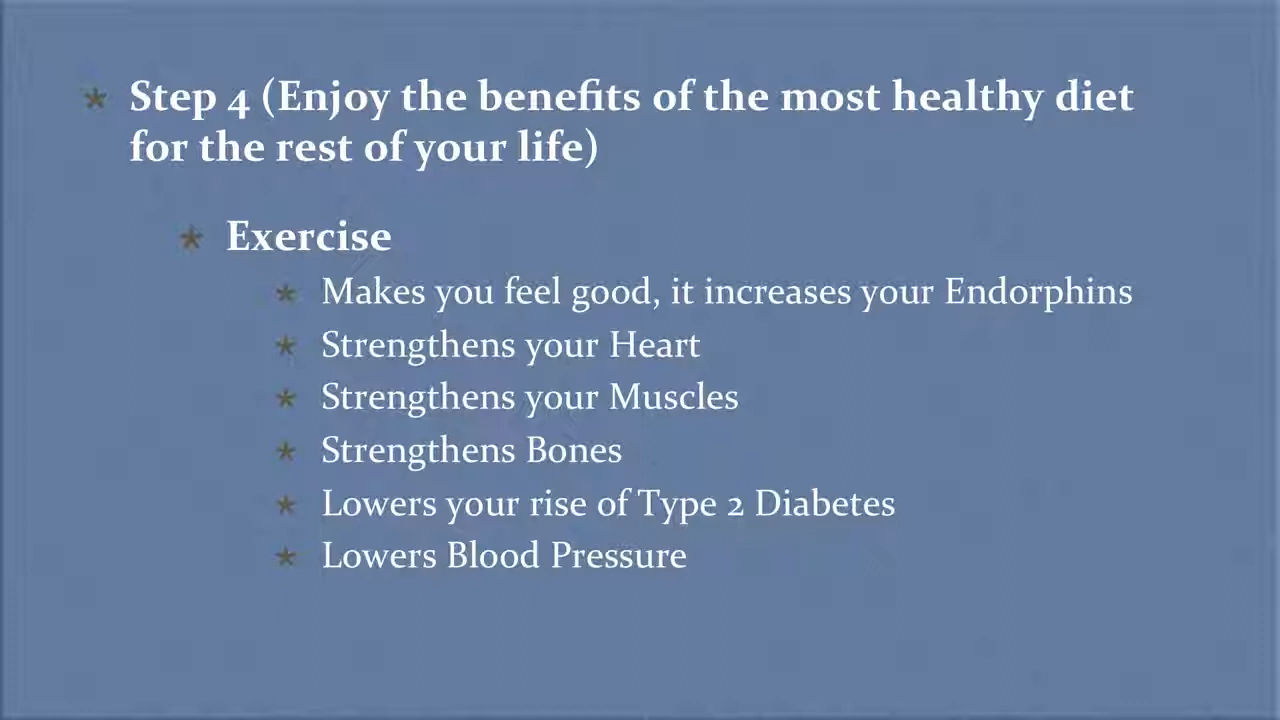 * Step 4 (Enjoy the benefits of the most healthy diet
for the rest of your life)
* Exercise
* Makes you feel good, it increases your Endorphins
* Strengthens your Heart
* Strengthens your Muscles
* Strengthens Bones
* Lowers your rise of Type 2 Diabetes
* Lowers Blood Pressure